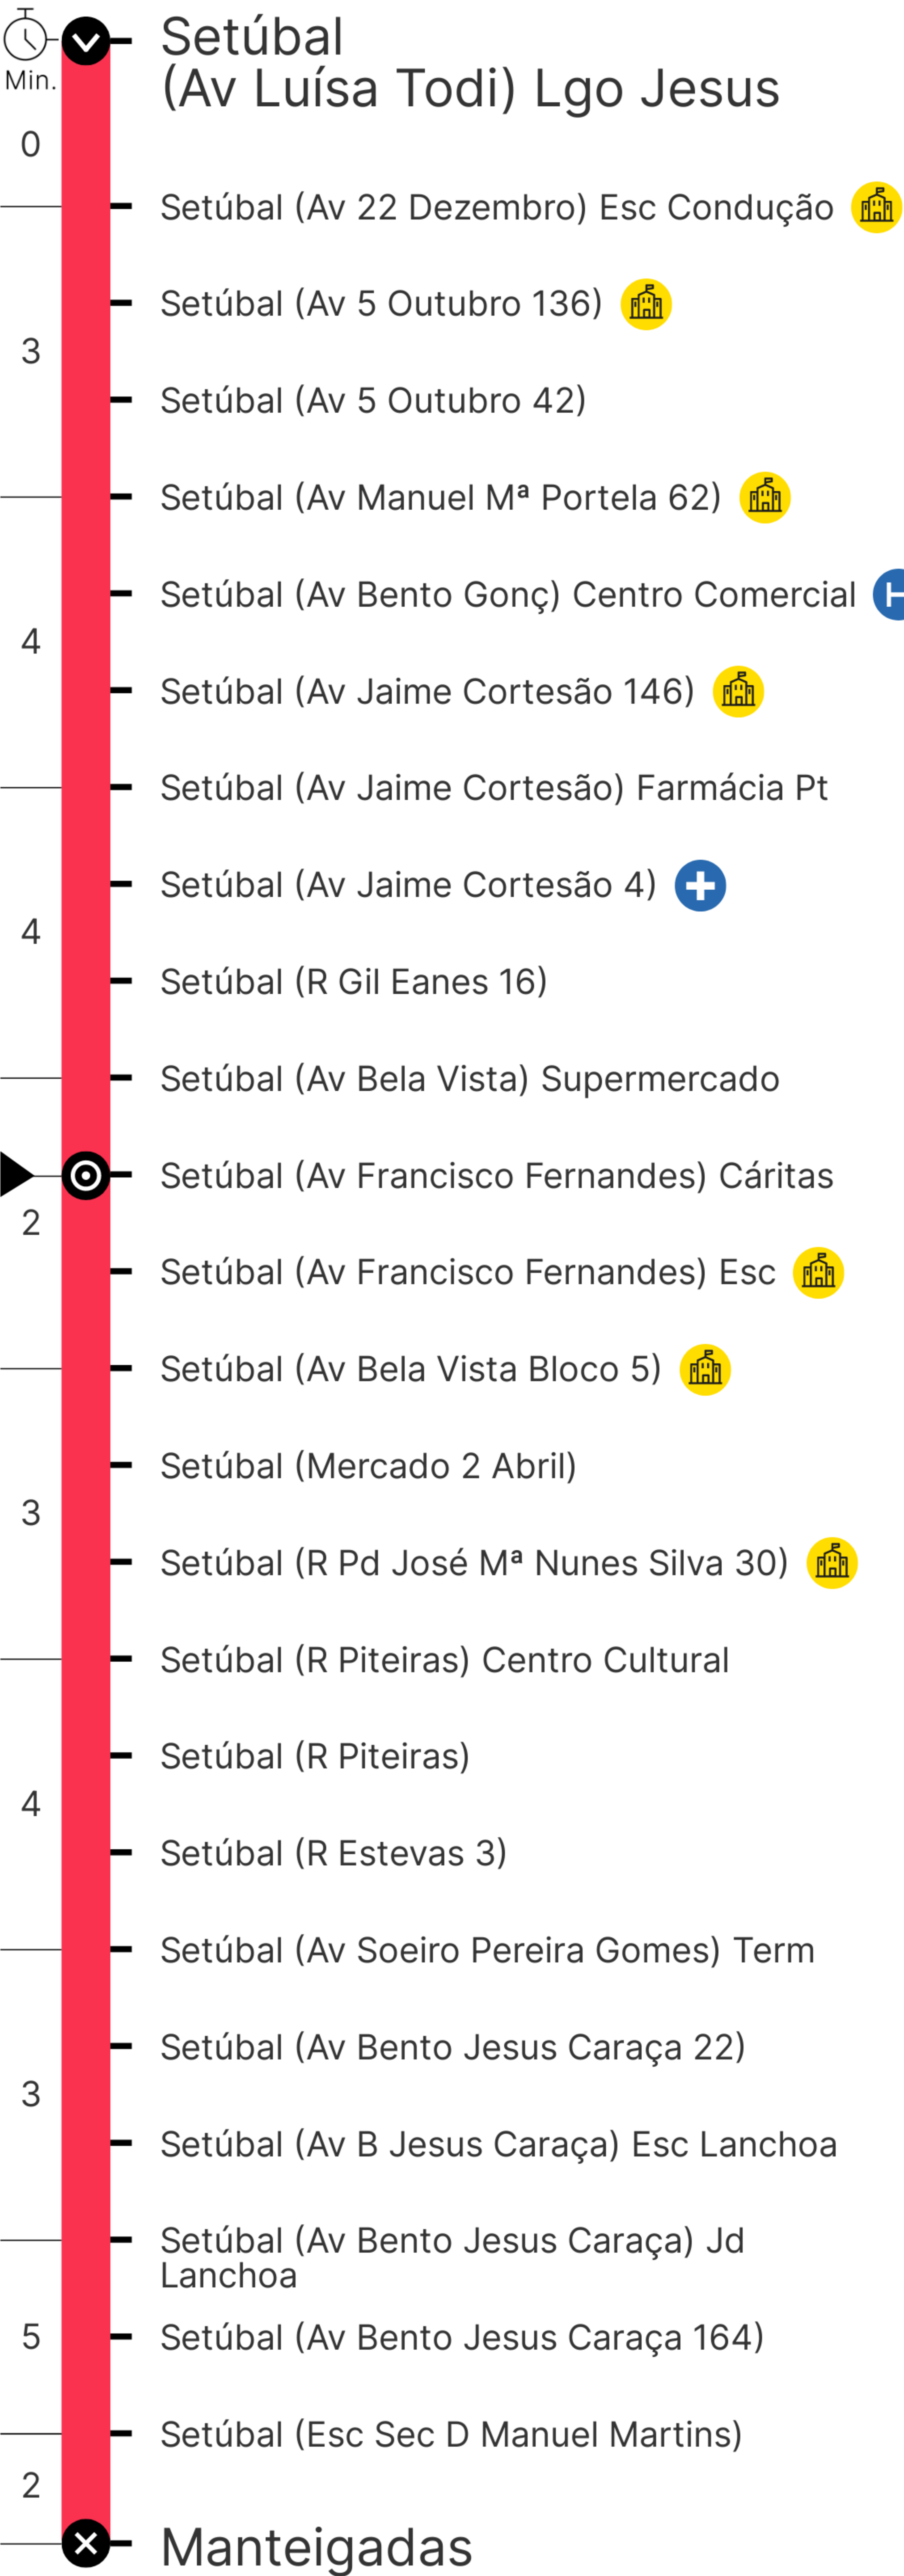 Setúbal
(Av Luísa Todi) Lgo Jesus
Min.
0
Setúbal (Av 22 Dezembro) Esc Condução
Setúbal (Av 5 Outubro 136)
3
Setúbal (Av 5 Outubro 42)
Setúbal (Av Manuel Mª Portela 62)
Setúbal (Av Bento Gonç) Centro Comercial H
4
Setúbal (Av Jaime Cortesão 146)
Setúbal (Av Jaime Cortesão) Farmácia Pt
Setúbal (Av Jaime Cortesão 4)
4
Setúbal (R Gil Eanes 16)
Setúbal (Av Bela Vista) Supermercado
Setúbal (Av Francisco Fernandes) Cáritas
2
Setúbal (Av Francisco Fernandes) Esc
Setúbal (Av Bela Vista Bloco 5)
Setúbal (Mercado 2 Abril)
3
Setúbal (R Pd José Mª Nunes Silva 30)
Setúbal (R Piteiras) Centro Cultural
Setúbal (R Piteiras)
4
Setúbal (R Estevas 3)
Setúbal (Av Soeiro Pereira Gomes) Term
Setúbal (Av Bento Jesus Caraça 22)
3
Setúbal (Av B Jesus Caraça) Esc Lanchoa
Setúbal (Av Bento Jesus Caraça) Jd
Lanchoa
5
Setúbal (Av Bento Jesus Caraça 164)
Setúbal (Esc Sec D Manuel Martins)
2
Manteigadas